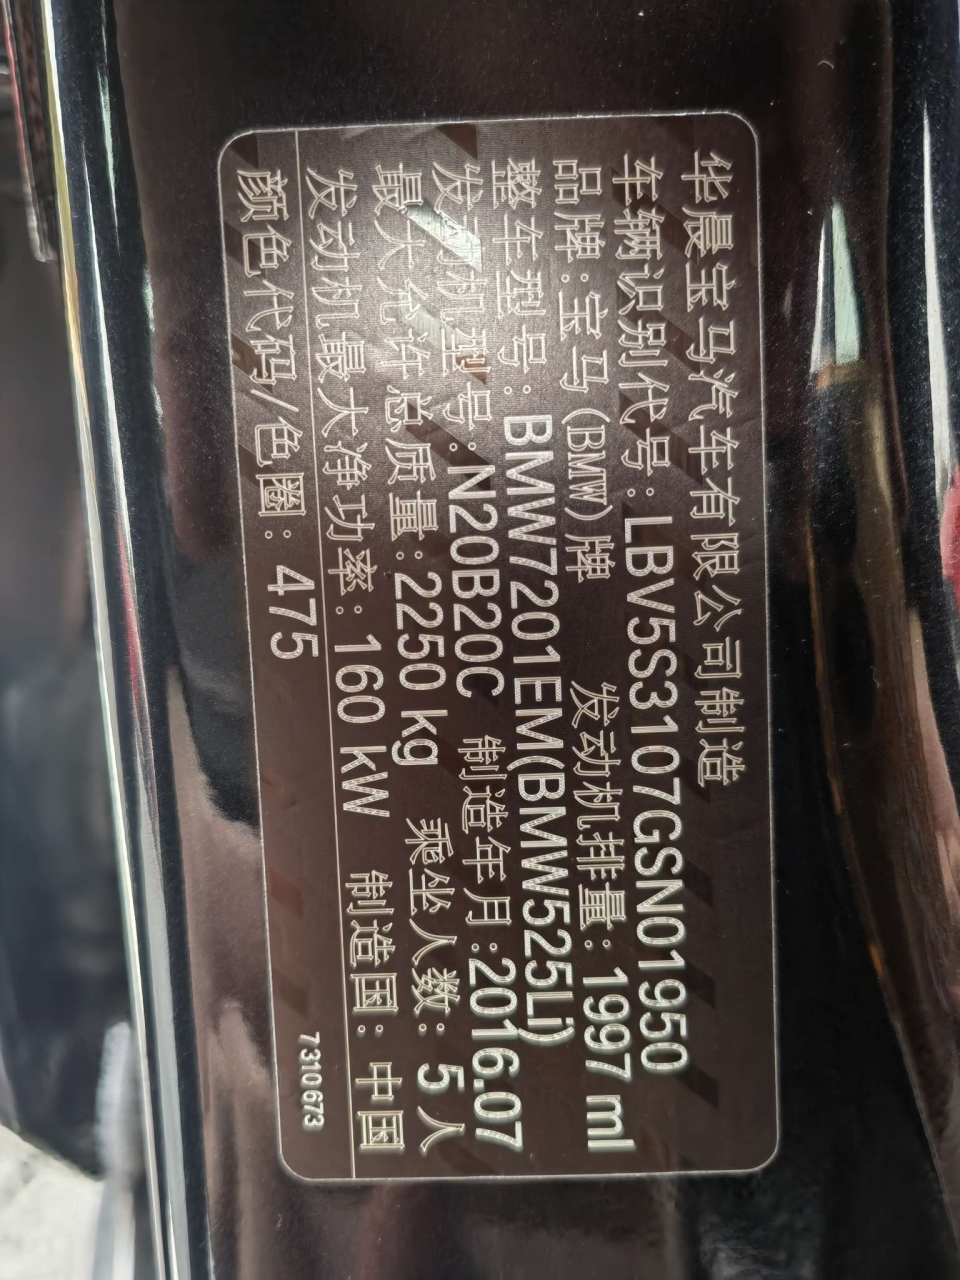 华晨宝马汽车有限公司制造
车辆识别代号：LBV5S3107GSN01950
品牌：宝马(BMW)牌 发动机排量：1997 ml
整车型号：BMW7201EM(BMW525Li)
发动机型号：N20B20C 制造年月：2016.07
最大允许总质量：2250 kg 乘坐人数：5人
发动机最大净功率：160 kW 制造国：中国
颜色代码/色圈：475
7310673